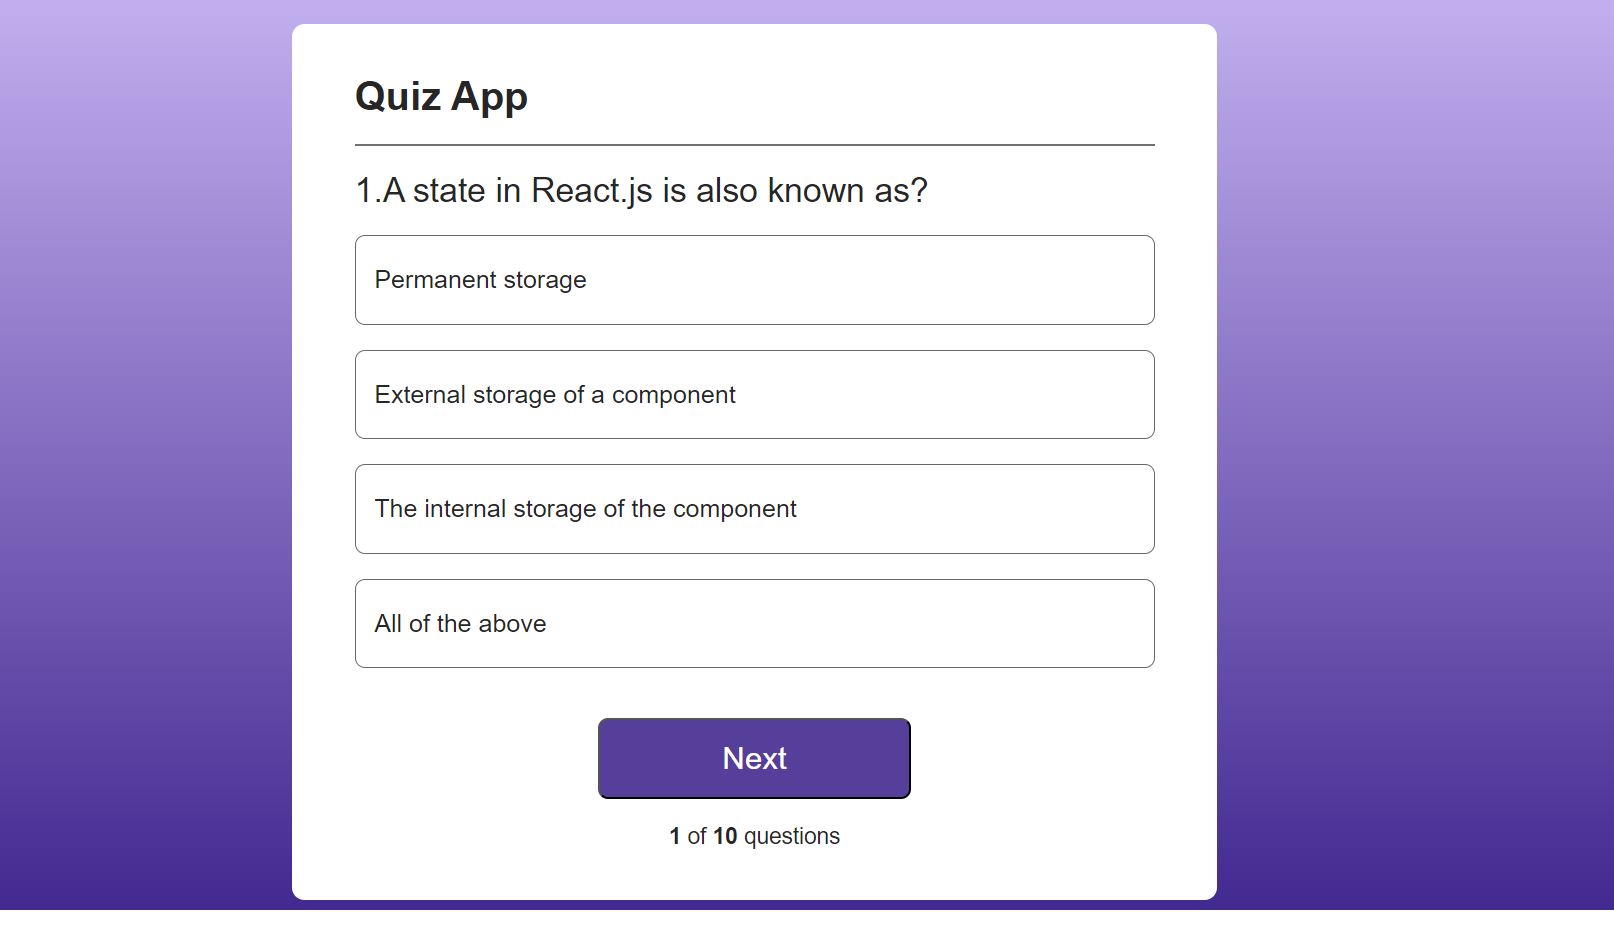 Quiz App
1.A state in React.js is also known as?
Permanent storage
External storage of a component
The internal storage of the component
All of the above
Next
1 of 10 questions